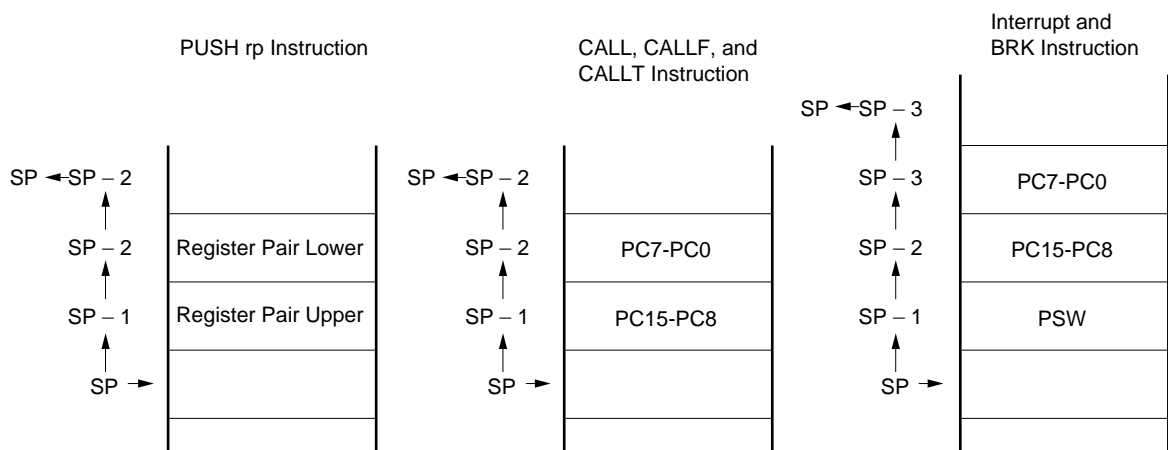 PUSH rp Instruction
CALL, CALLF, and
CALLT Instruction
Interrupt and
BRK Instruction
SP
SP – 2
SP – 2
Register Pair Lower
SP – 1
Register Pair Upper
SP
SP
SP – 2
SP – 2
PC7-PC0
SP – 1
PC15-PC8
SP
SP
SP – 3
SP – 3
PC7-PC0
SP – 2
PC15-PC8
SP – 1
PSW
SP